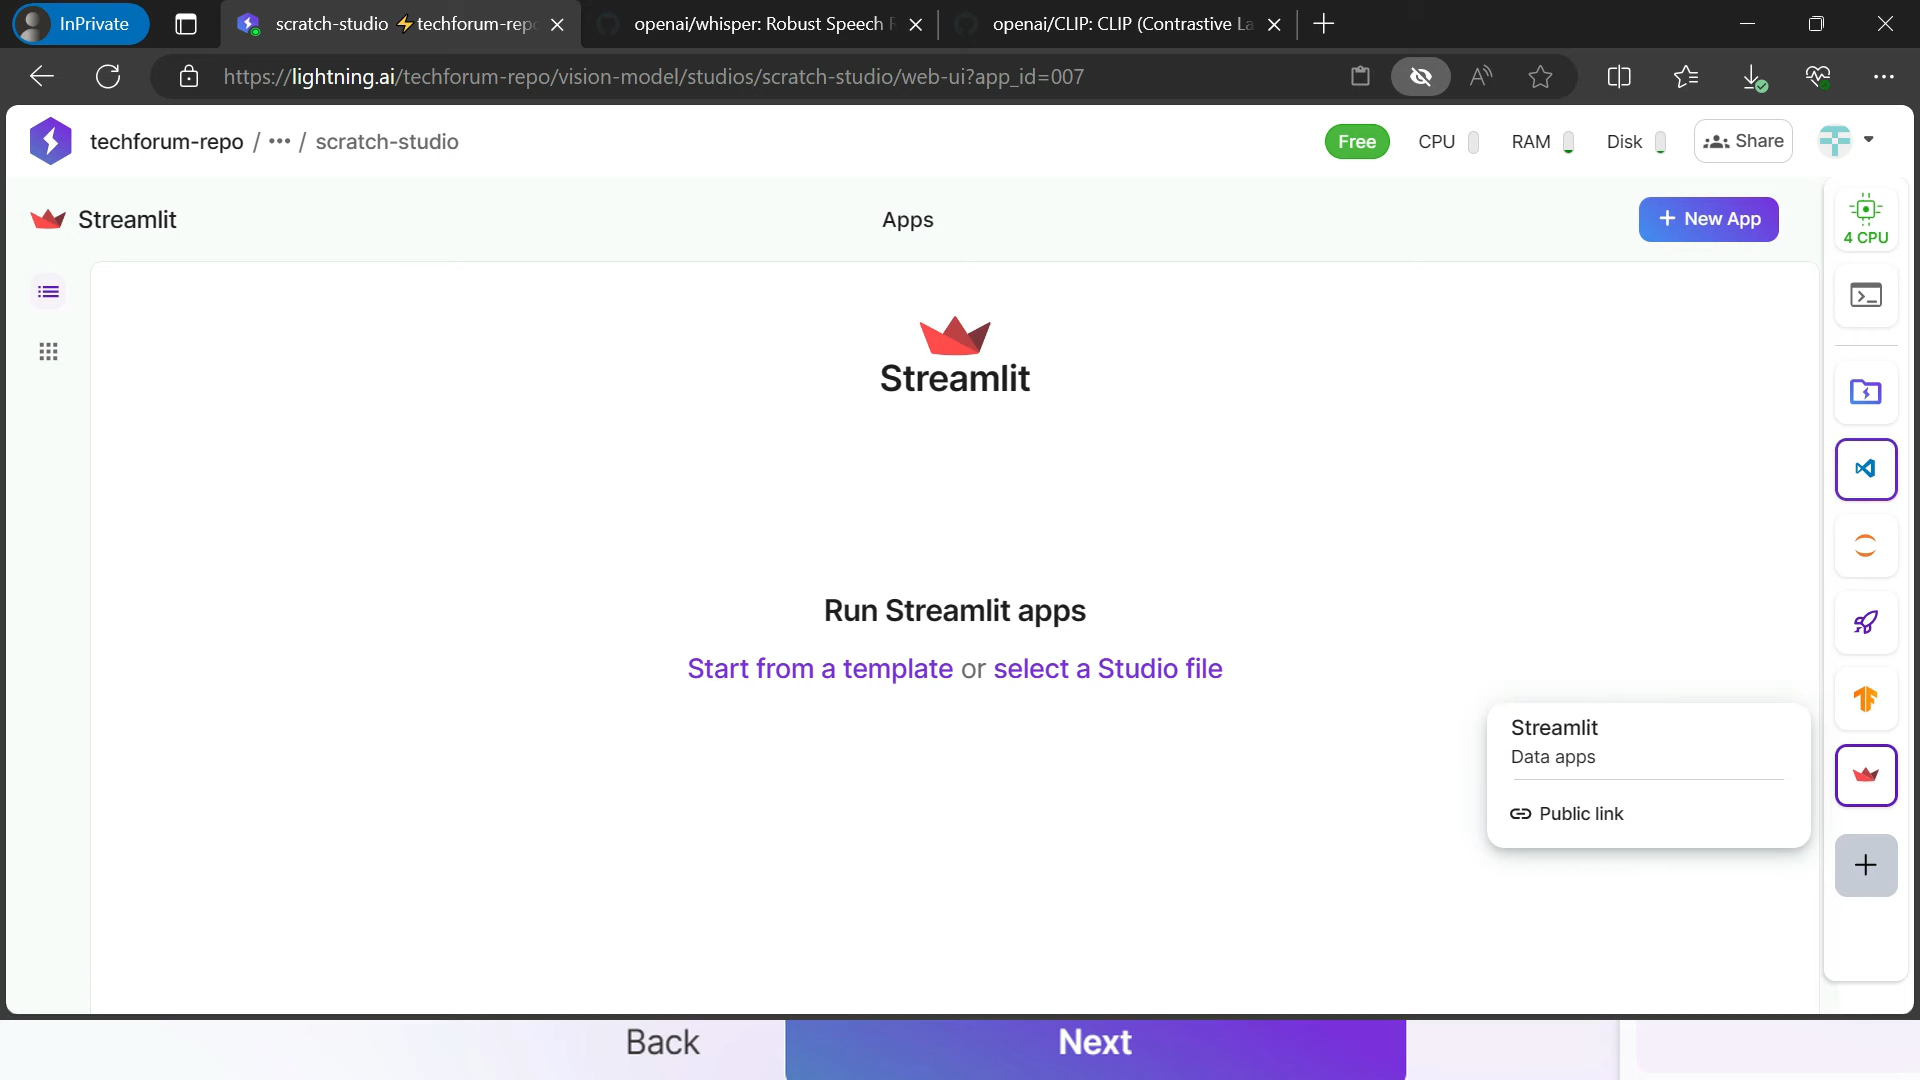 InPrivate
scratch-studio ⚡techforum-repo
openai/whisper: Robust Speech R
openai/CLIP: CLIP (Contrastive La
https://lightning.ai/techforum-repo/vision-model/studios/scratch-studio/web-ui?app_id=007
techforum-repo / ••• / scratch-studio
Free CPU RAM Disk Share
Streamlit
Apps
+ New App
4 CPU
Streamlit
Run Streamlit apps
Start from a template or select a Studio file
Streamlit
Data apps
Public link
Back
Next